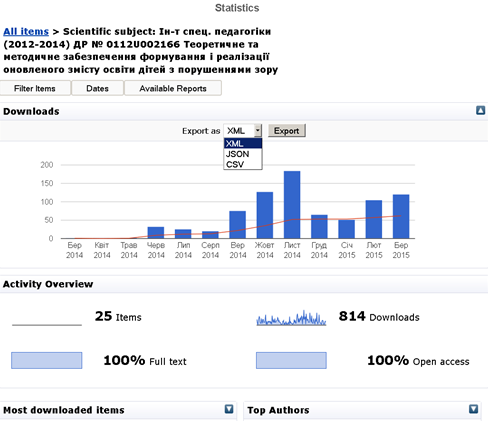 Statistics
All items > Scientific subject: Ін-т спец. педагогіки
(2012-2014) ДР № 0112U002166 Теоретичне та
методичне забезпечення формування і реалізації
оновленого змісту освіти дітей з порушеннями зору
Filter Items Dates Available Reports
Downloads
Export as XML Export
XML
JSON
CSV
200
150
100
50
0
Бер Квіт Трав Черв Лип Серп Вер Жовт Лист Груд Січ Лют Бер
2014 2014 2014 2014 2014 2014 2014 2014 2014 2014 2015 2015 2015
Activity Overview
25 Items 814 Downloads
100% Full text 100% Open access
Most downloaded items Top Authors